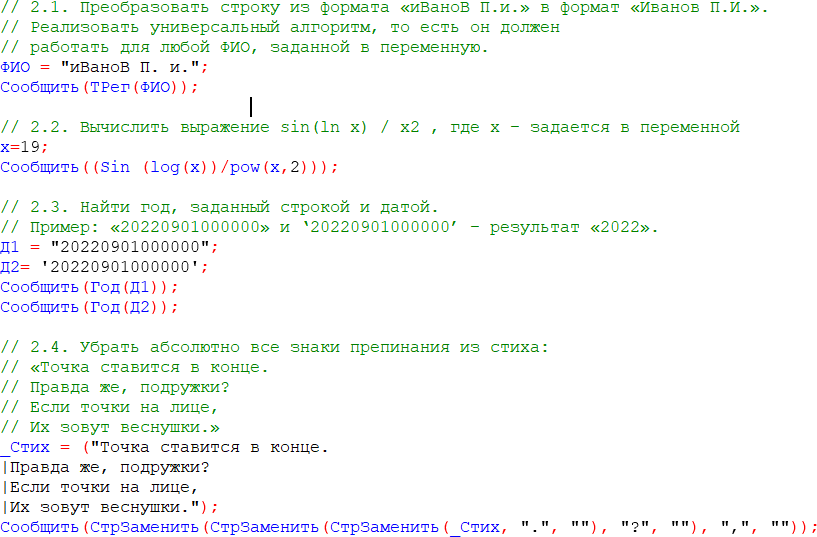 // 2.1. Преобразовать строку из формата «иВаноВ П.и.» в формат «Иванов П.И.».
// Реализовать универсальный алгоритм, то есть он должен
// работать для любой ФИО, заданной в переменную.
ФИО = "иВаноВ П. и.";
Сообщить(ТРег(ФИО));
// 2.2. Вычислить выражение sin(ln x) / x2 , где x – задается в переменной
x=19;
Сообщить((Sin (log(x))/pow(x,2)));
// 2.3. Найти год, заданный строкой и датой.
// Пример: «20220901000000» и ‘20220901000000’ – результат «2022».
Д1 = "20220901000000";
Д2= '20220901000000';
Сообщить(Год(Д1));
Сообщить(Год(Д2));
// 2.4. Убрать абсолютно все знаки препинания из стиха:
// «Точка ставится в конце.
// Правда же, подружки?
// Если точки на лице,
// Их зовут веснушки.»
_Стих = ("Точка ставится в конце.
|Правда же, подружки?
|Если точки на лице,
|Их зовут веснушки.");
Сообщить(СтрЗаменить(СтрЗаменить(СтрЗаменить(_Стих, ".", ""), "?", ""), ",", ""));